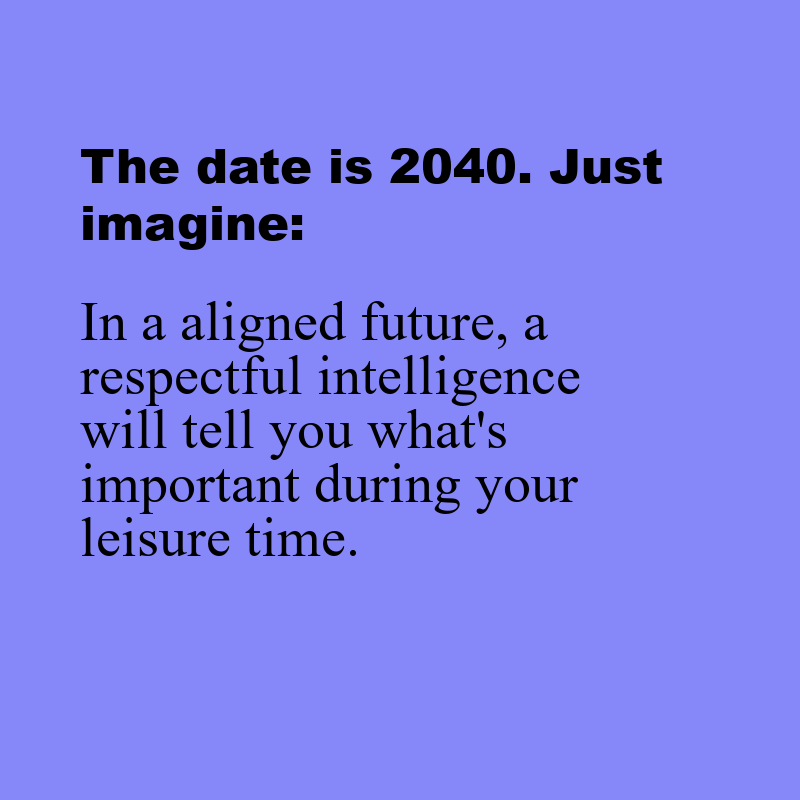 The date is 2040. Just
imagine:
In a aligned future, a
respectful intelligence
will tell you what's
important during your
leisure time.